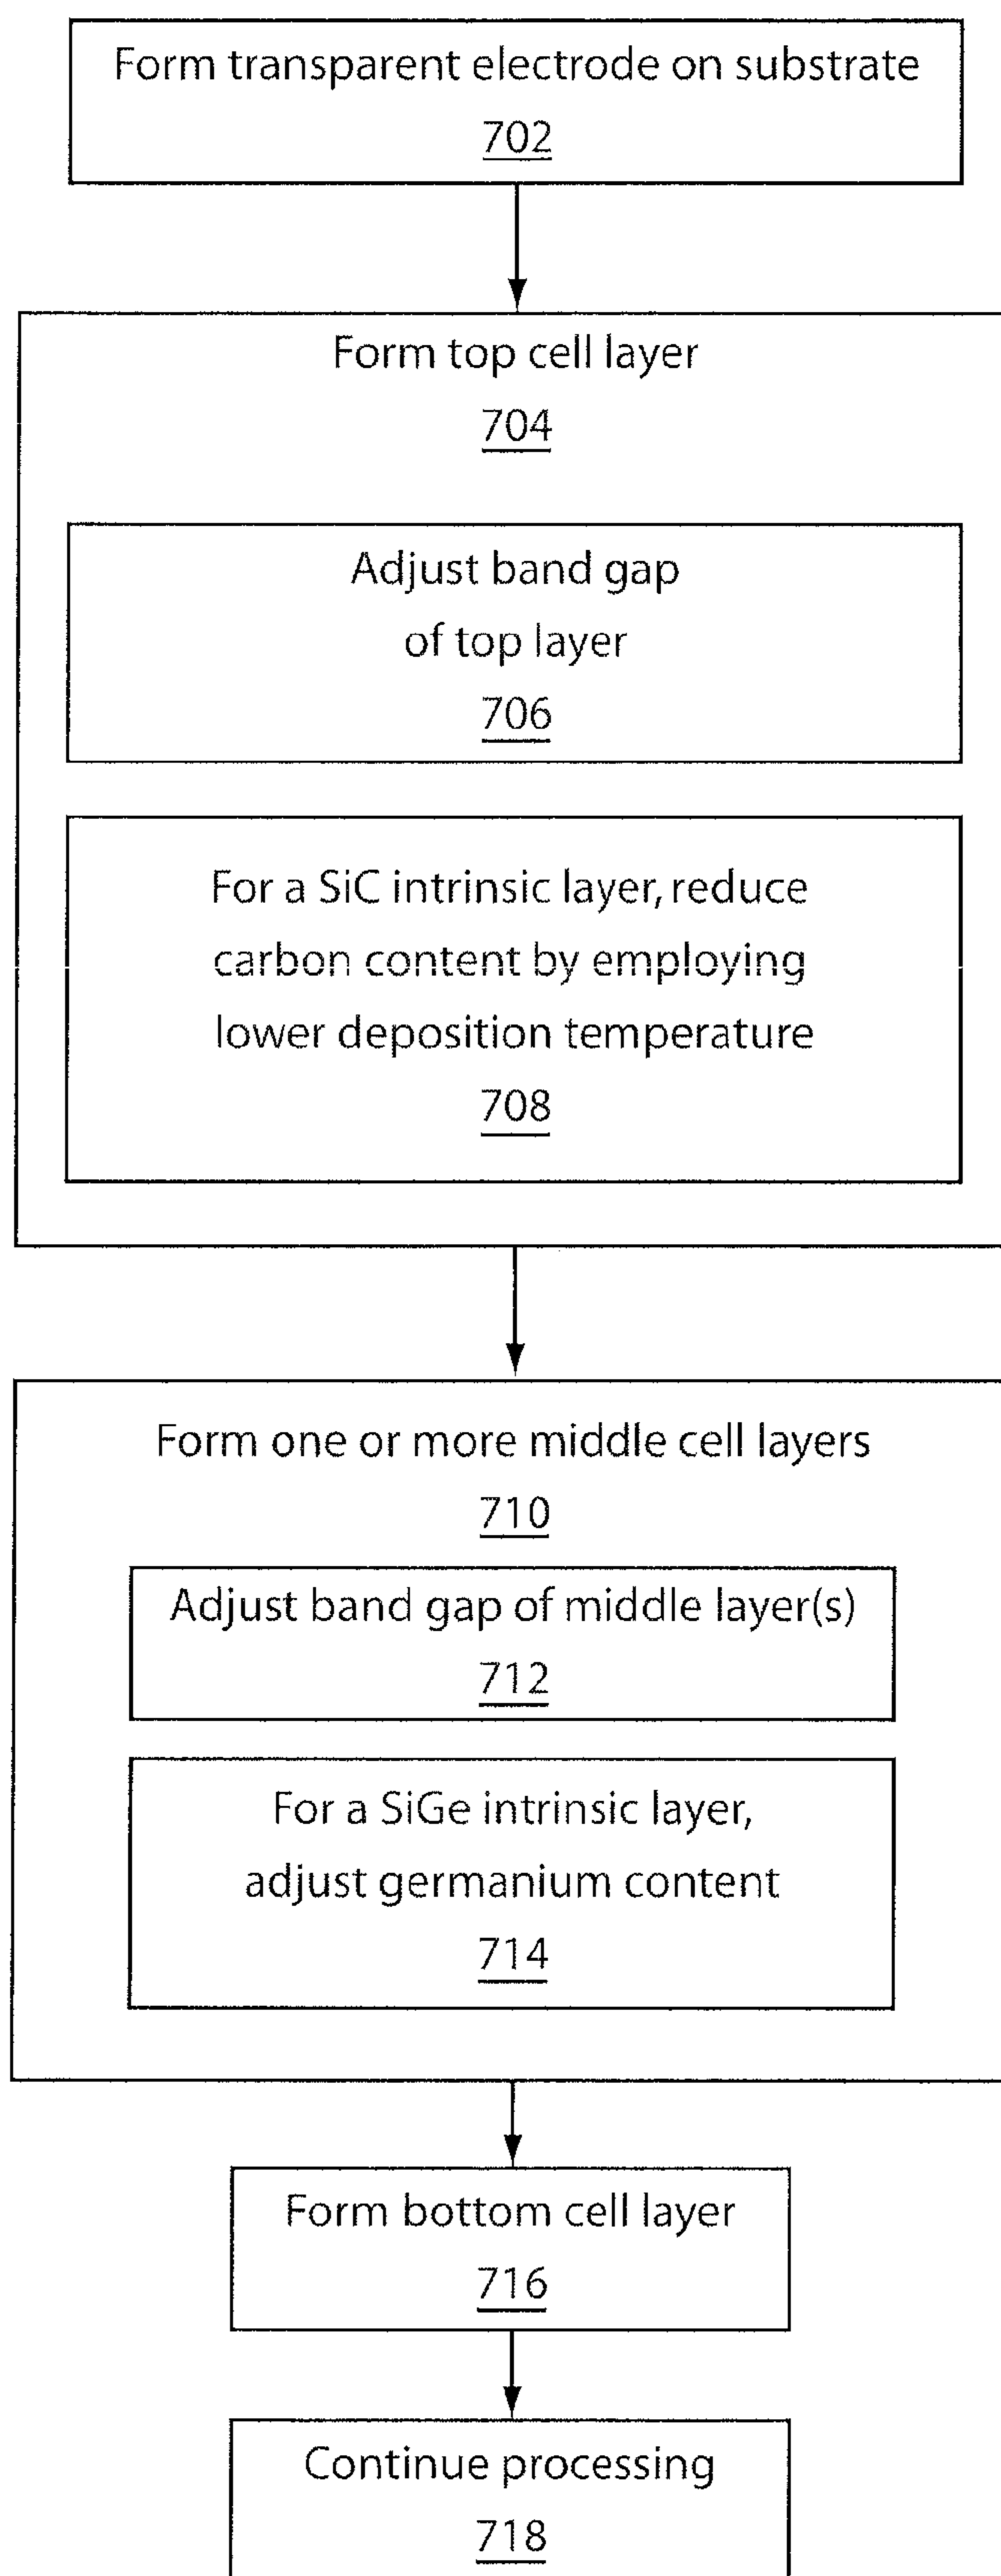 Form transparent electrode on substrate
702
Form top cell layer
704
Adjust band gap
of top layer
706
For a SiC intrinsic layer, reduce
carbon content by employing
lower deposition temperature
708
Form one or more middle cell layers
710
Adjust band gap of middle layer(s)
712
For a SiGe intrinsic layer,
adjust germanium content
714
Form bottom cell layer
716
Continue processing
718